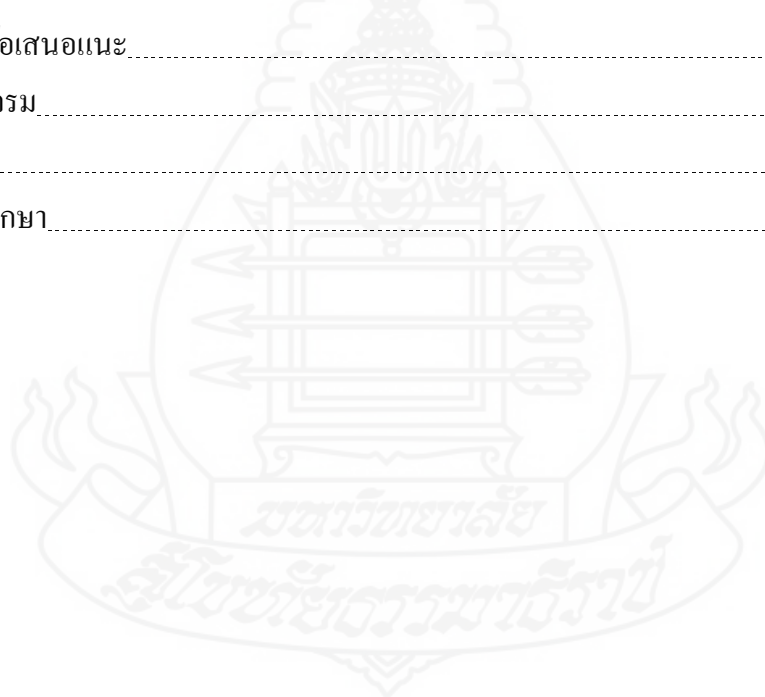 อเสนอแนะ
รม
กษา
มหาวิทยาลัย
สุโขทัยธรรมาธิราช